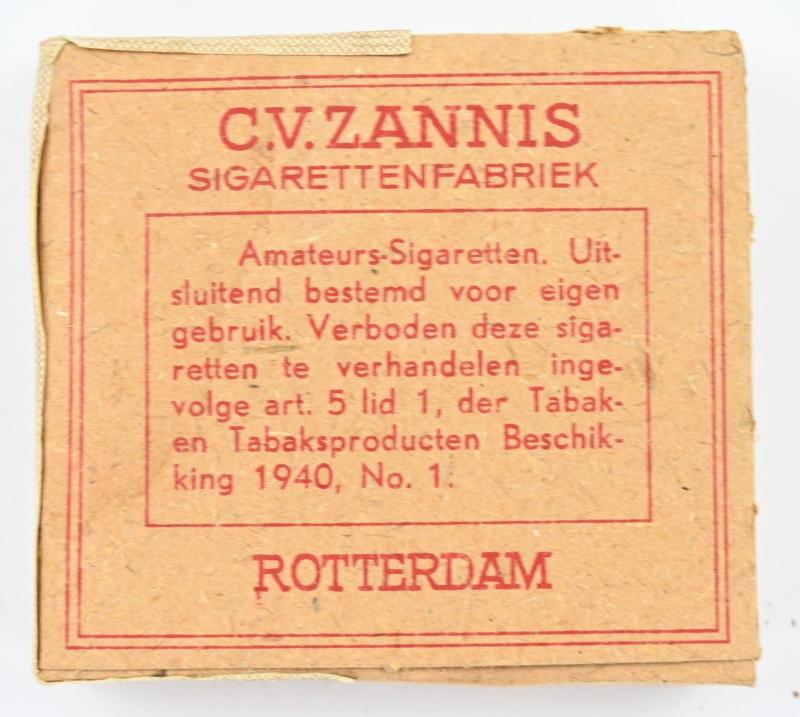 C.V. ZANNIS
SIGARETTENFABRIEK
Amateurs-Sigaretten. Uit-
sluitend bestemd voor eigen
gebruik. Verboden deze siga-
retten te verhandelen inge-
volge art. 5 lid 1, der Tabak-
en Tabaksproducten Beschik-
king 1940, No. 1.
ROTTERDAM